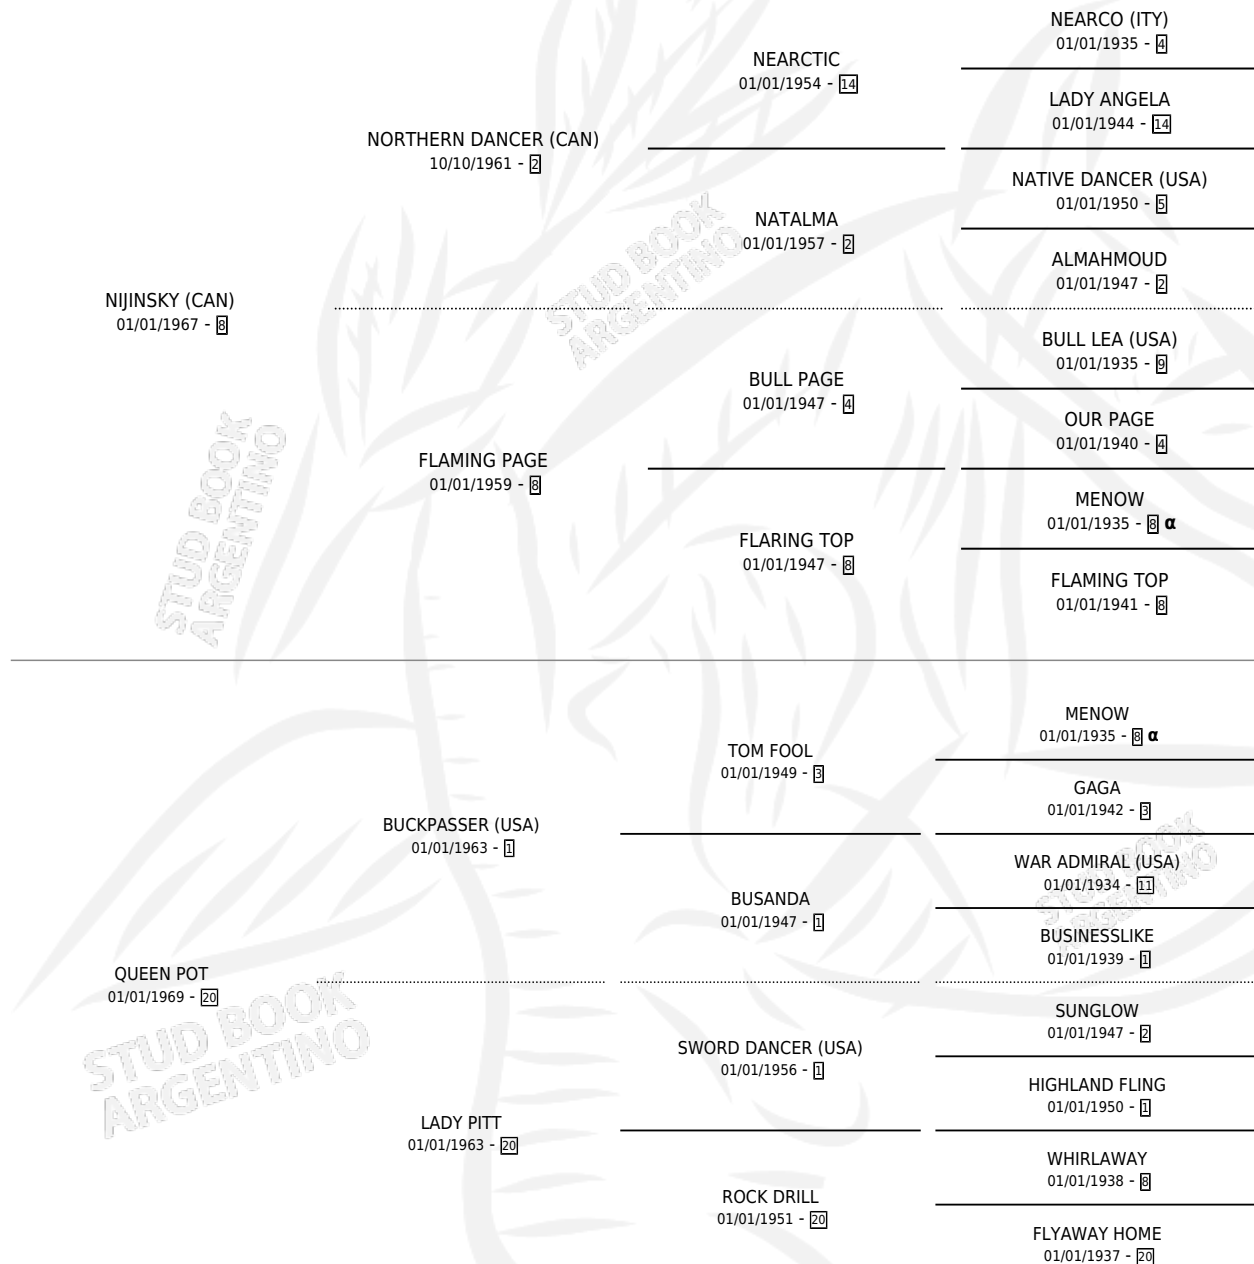 NEARCO (ITY)
01/01/1935 - 4
NEARCTIC
01/01/1954 - 14
LADY ANGELA
01/01/1944 - 14
NORTHERN DANCER (CAN)
10/10/1961 - 2
NATIVE DANCER (USA)
01/01/1950 - 5
NATALMA
01/01/1957 - 2
STUD BOOK
ARGENTINO
ALMAHMOUD
01/01/1947 - 2
NIJINSKY (CAN)
01/01/1967 - 8
BULL LEA (USA)
01/01/1935 - 9
BULL PAGE
01/01/1947 - 4
OUR PAGE
01/01/1940 - 4
FLAMING PAGE
01/01/1959 - 8
STUD BOOK
ARGENTINO
MENOW
01/01/1935 - 8 α
FLARING TOP
01/01/1947 - 8
FLAMING TOP
01/01/1941 - 8
MENOW
01/01/1935 - 8 α
TOM FOOL
01/01/1949 - 3
GAGA
01/01/1942 - 3
BUCKPASSER (USA)
01/01/1963 - 1
WAR ADMIRAL (USA)
01/01/1934 - 11
STUD BOOK
ARGENTINO
BUSANDA
01/01/1947 - 1
BUSINESSLIKE
01/01/1939 - 1
QUEEN POT
01/01/1969 - 20
STUD BOOK
ARGENTINO
SUNGLOW
01/01/1947 - 2
SWORD DANCER (USA)
01/01/1956 - 1
HIGHLAND FLING
01/01/1950 - 1
LADY PITT
01/01/1963 - 20
WHIRLAWAY
01/01/1938 - 8
ROCK DRILL
01/01/1951 - 20
FLYAWAY HOME
01/01/1937 - 20